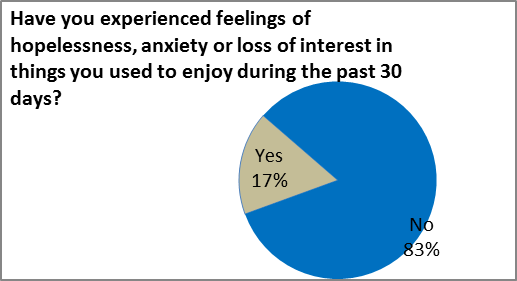 Have you experienced feelings of
hopelessness, anxiety or loss of interest in
things you used to enjoy during the past 30
days?
Yes
17%
No
83%